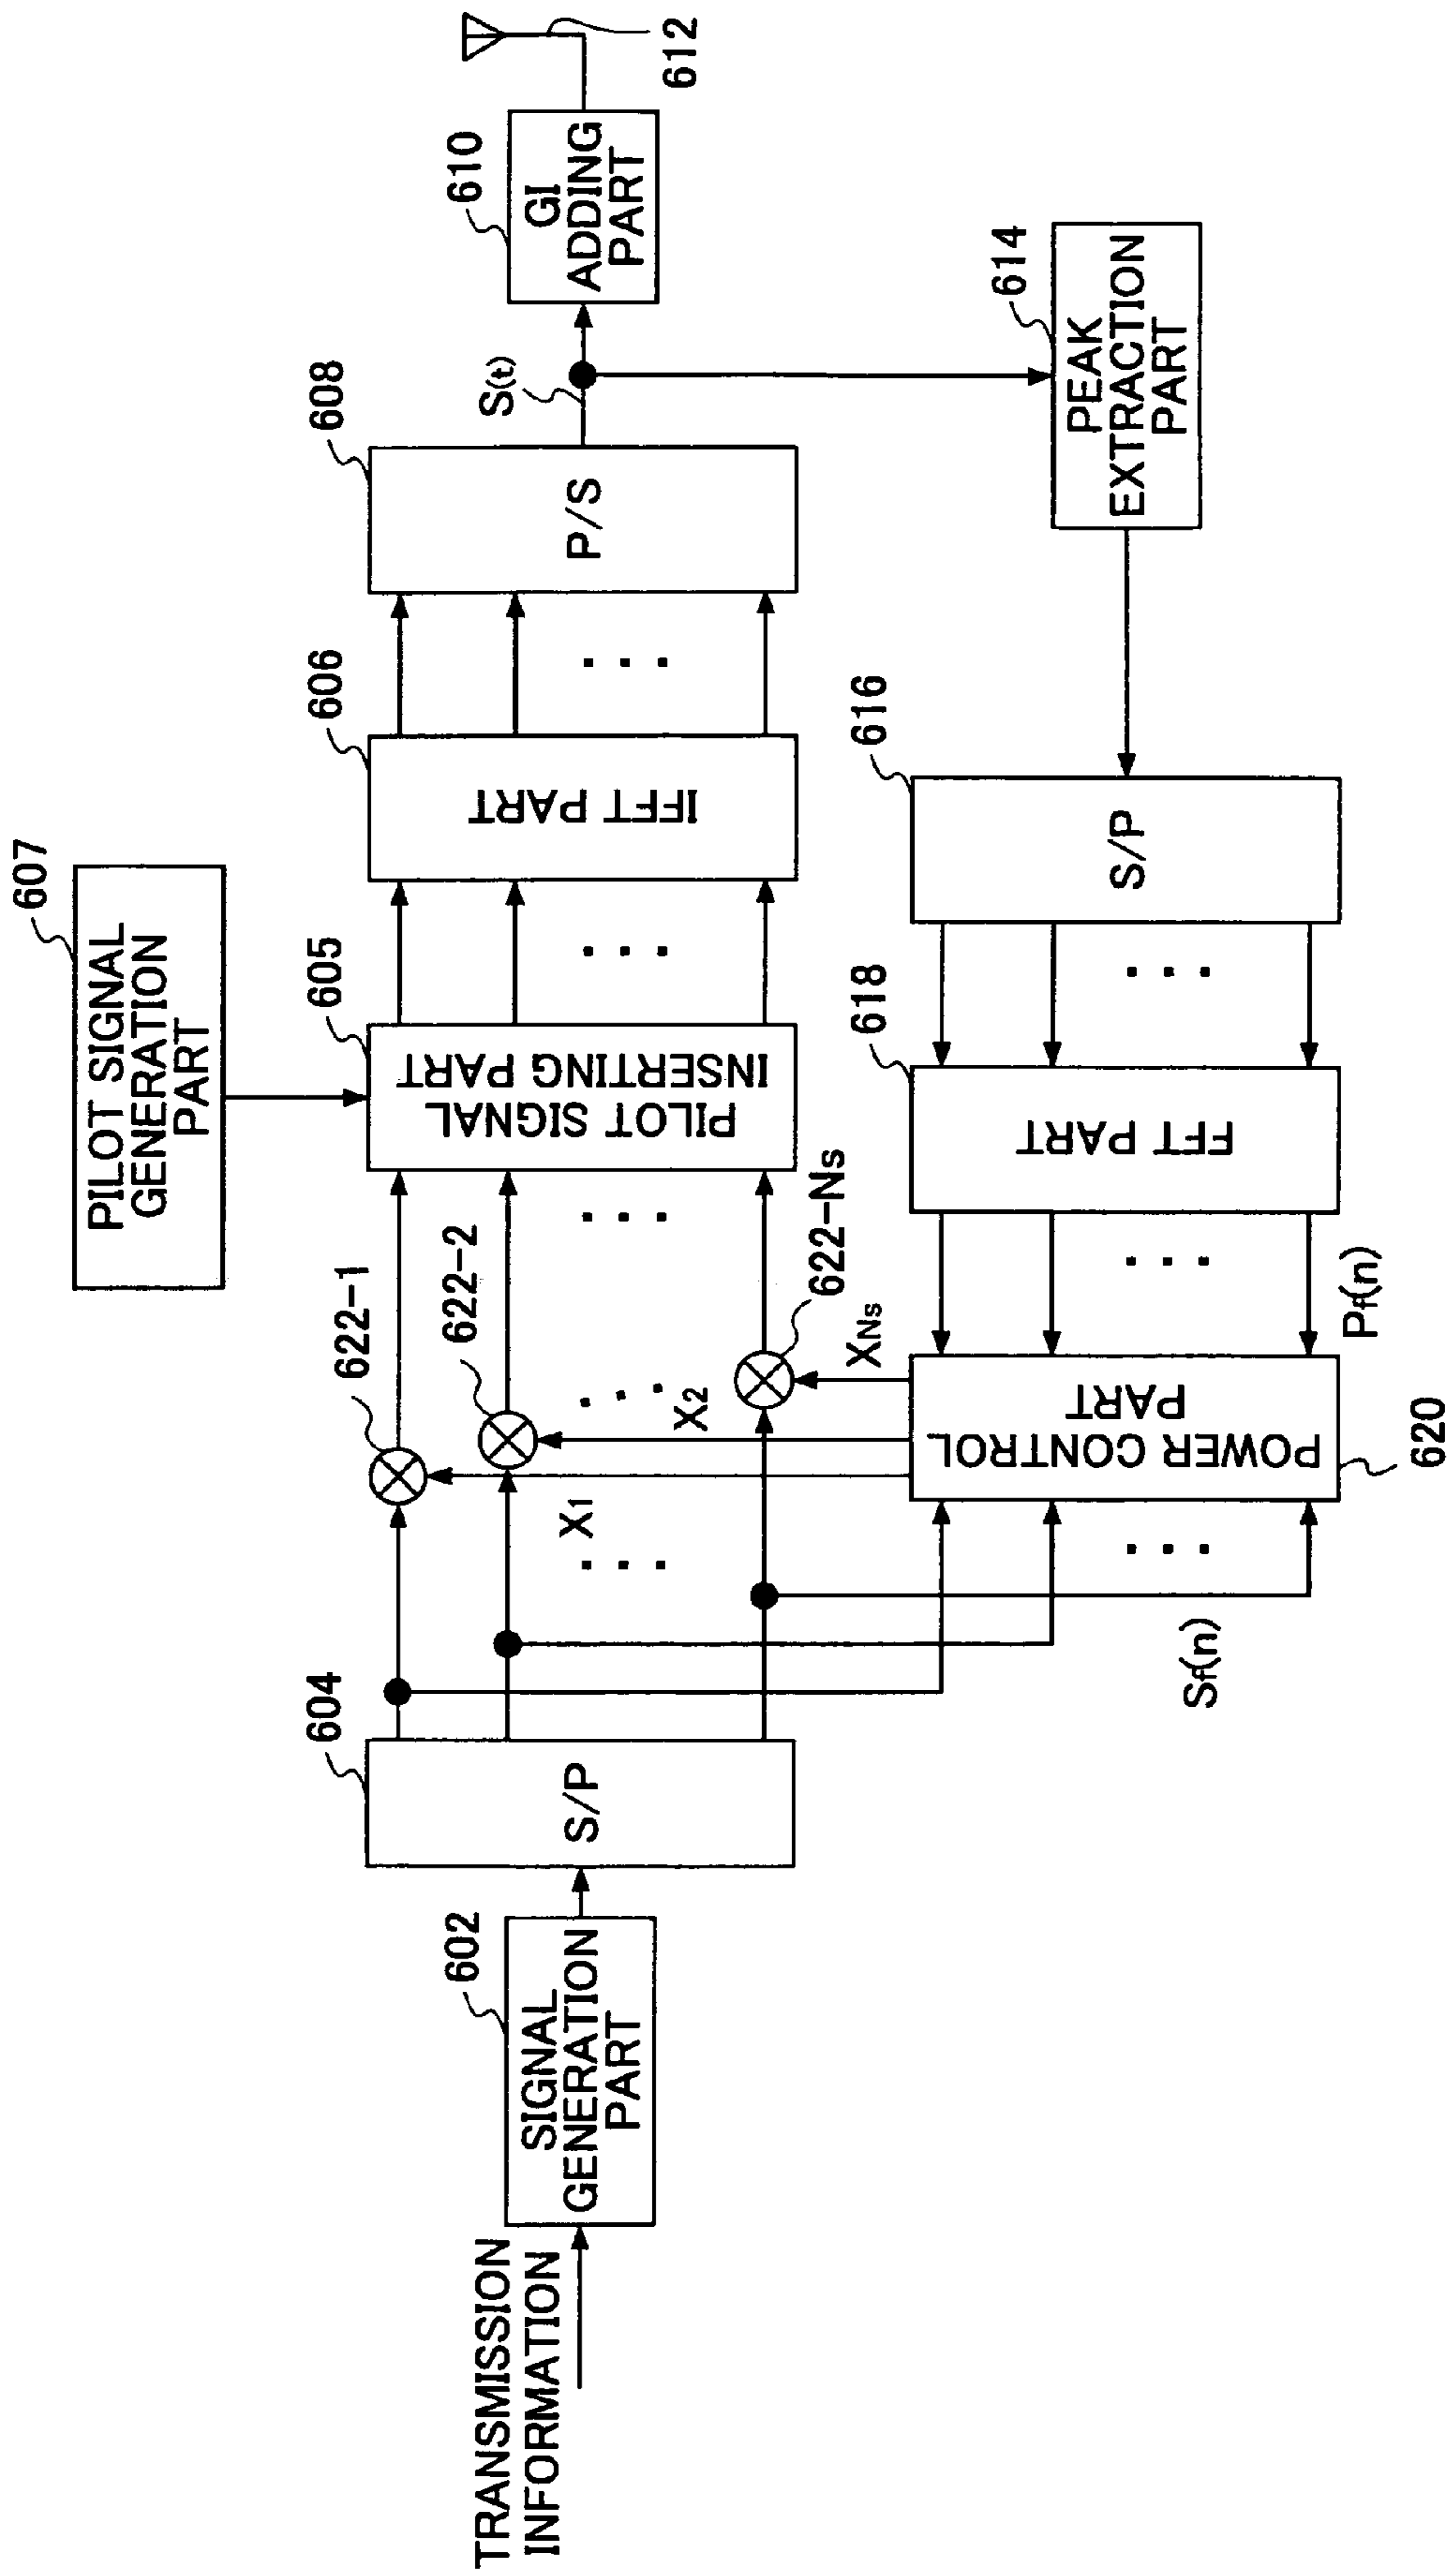 TRANSMISSION
INFORMATION
602
SIGNAL
GENERATION
PART
604
S/P
Sf(n)
X1
. . .
. . .
622-1
622-2
X2
. . .
622-Ns
XNs
. . .
607
PILOT SIGNAL
GENERATION
PART
605
PILOT SIGNAL
INSERTING PART
. . .
606
IFFT PART
. . .
608
P/S
S(t)
610
GI
ADDING
PART
612
614
PEAK
EXTRACTION
PART
616
S/P
. . .
618
FFT PART
. . .
Pf(n)
POWER CONTROL
PART
620